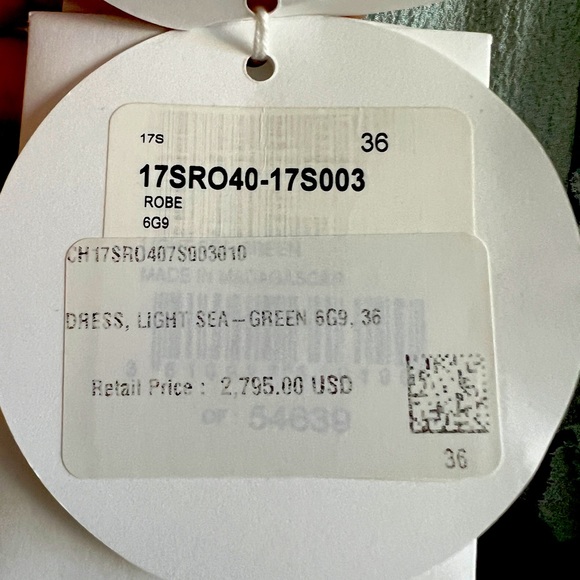 17S 36
17SRO40-17S003
ROBE
6G9
CH17SRO407S003010
MADE IN MADAGASCAR
DRESS, LIGHT SEA-GREEN 6G9, 36
Retail Price : 2,795.00 USD
OF : 54639
36